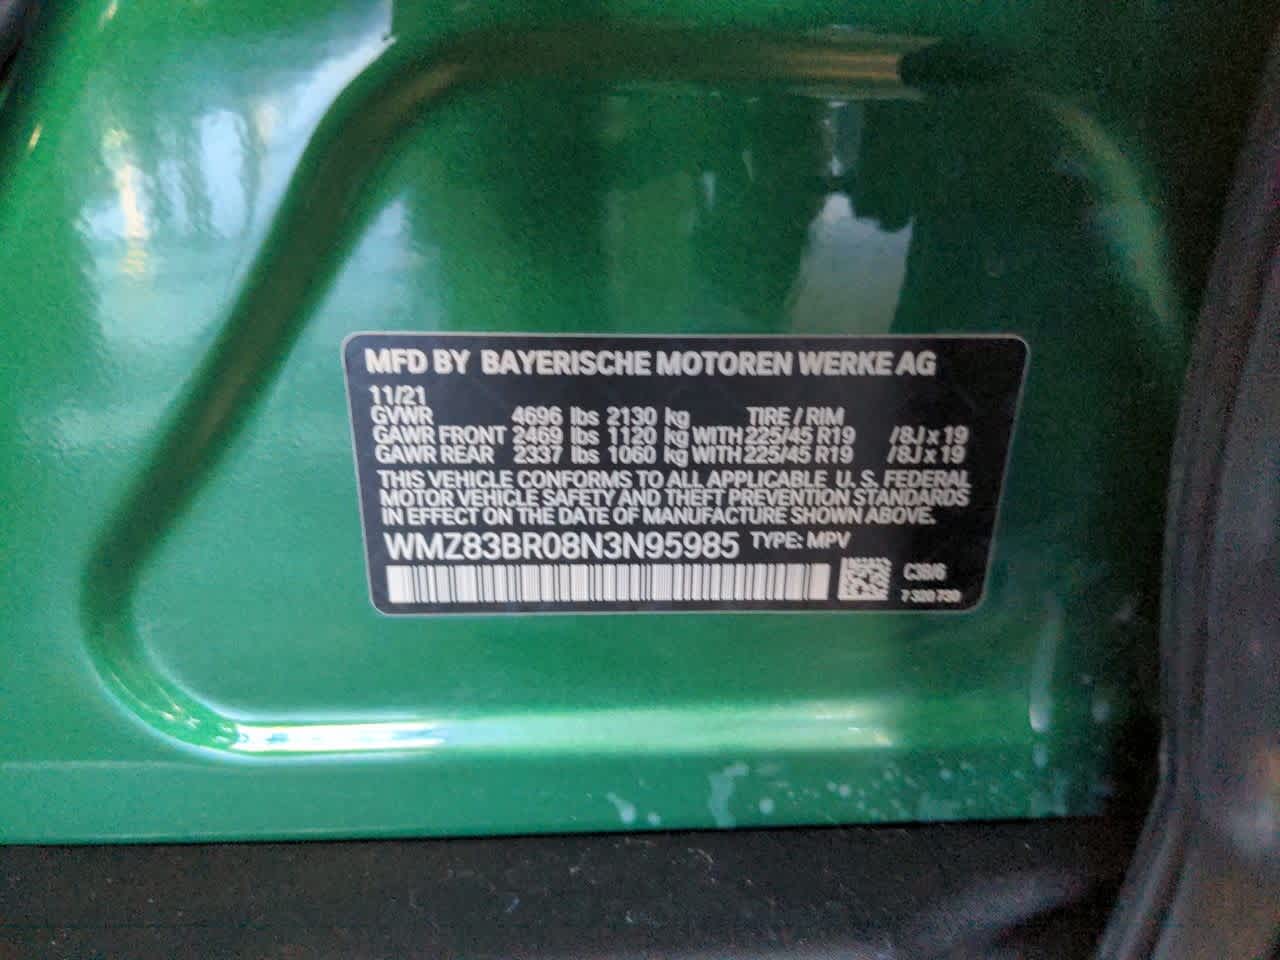 MFD BY BAYERISCHE MOTOREN WERKE AG
11/21
GVWR 4696 lbs 2130 kg TIRE / RIM
GAWR FRONT 2469 lbs 1120 kg WITH 225/45 R19 /8J x 19
GAWR REAR 2337 lbs 1060 kg WITH 225/45 R19 /8J x 19
THIS VEHICLE CONFORMS TO ALL APPLICABLE U. S. FEDERAL
MOTOR VEHICLE SAFETY AND THEFT PREVENTION STANDARDS
IN EFFECT ON THE DATE OF MANUFACTURE SHOWN ABOVE.
WMZ83BR08N3N95985 TYPE: MPV